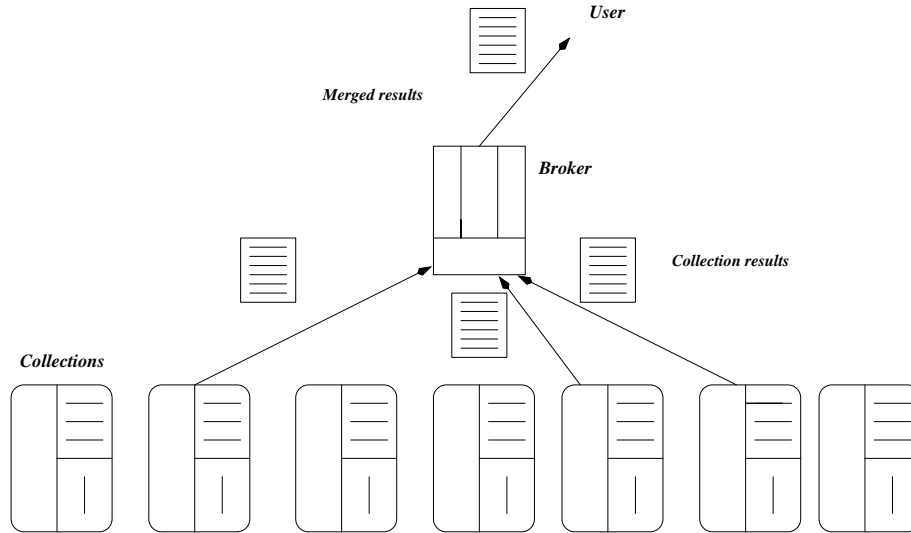 User
Merged results
Broker
Collection results
Collections